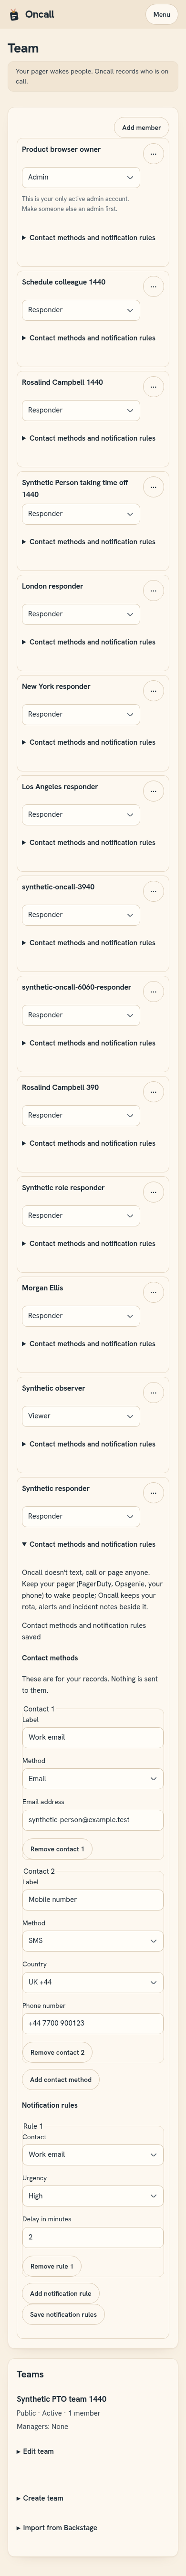 Oncall
Menu
Team
Your pager wakes people. Oncall records who is on
call.
Add member
Product browser owner
Admin
This is your only active admin account.
Make someone else an admin first.
Contact methods and notification rules
Schedule colleague 1440
Responder
Contact methods and notification rules
Rosalind Campbell 1440
Responder
Contact methods and notification rules
Synthetic Person taking time off
1440
Responder
Contact methods and notification rules
London responder
Responder
Contact methods and notification rules
New York responder
Responder
Contact methods and notification rules
Los Angeles responder
Responder
Contact methods and notification rules
synthetic-oncall-3940
Responder
Contact methods and notification rules
synthetic-oncall-6060-responder
Responder
Contact methods and notification rules
Rosalind Campbell 390
Responder
Contact methods and notification rules
Synthetic role responder
Responder
Contact methods and notification rules
Morgan Ellis
Responder
Contact methods and notification rules
Synthetic observer
Viewer
Contact methods and notification rules
Synthetic responder
Responder
Contact methods and notification rules
Oncall doesn't text, call or page anyone.
Keep your pager (PagerDuty, Opsgenie, your
phone) to wake people; Oncall keeps your
rota, alerts and incident notes beside it.
Contact methods and notification rules
saved
Contact methods
These are for your records. Nothing is sent
to them.
Contact 1
Label
Work email
Method
Email
Email address
synthetic-person@example.test
Remove contact 1
Contact 2
Label
Mobile number
Method
SMS
Country
UK +44
Phone number
+44 7700 900123
Remove contact 2
Add contact method
Notification rules
Rule 1
Contact
Work email
Urgency
High
Delay in minutes
2
Remove rule 1
Add notification rule
Save notification rules
Teams
Synthetic PTO team 1440
Public · Active · 1 member
Managers: None
Edit team
Create team
Import from Backstage